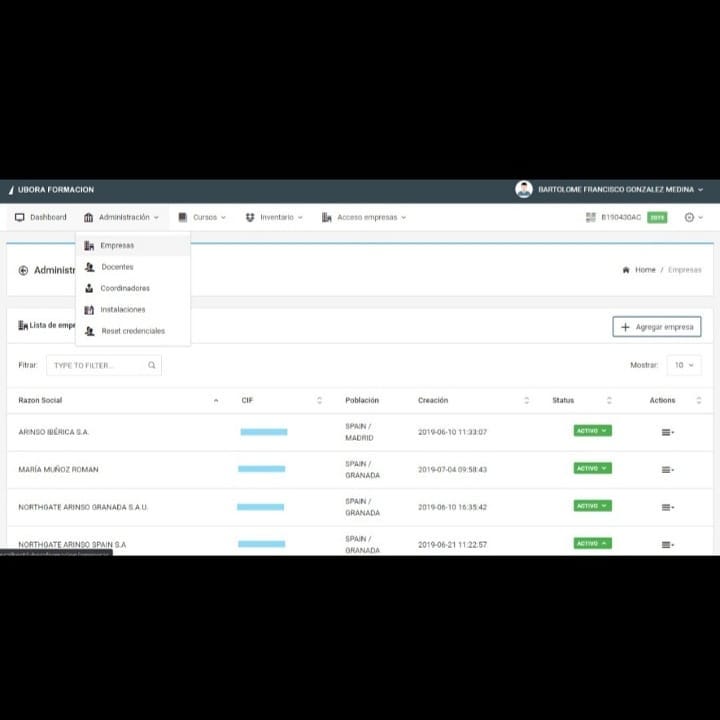 UBORA FORMACION
BARTOLOME FRANCISCO GONZALEZ MEDINA
Dashboard Administración Cursos Inventario Acceso empresas B190430AC 2019
Empresas
Docentes
Coordinadores
Instalaciones
Reset credenciales
Administr
Home / Empresas
Lista de empr
+ Agregar empresa
Fitrar: TYPE TO FILTER...
Mostrar: 10
Razon Social CIF Población Creación Status Actions
ARINSO IBÉRICA S.A. SPAIN / MADRID 2019-06-10 11:33:07 ACTIVO
MARÍA MUÑOZ ROMAN SPAIN / GRANADA 2019-07-04 09:58:43 ACTIVO
NORTHGATE ARINSO GRANADA S.A.U. SPAIN / GRANADA 2019-06-10 16:35:42 ACTIVO
NORTHGATE ARINSO SPAIN S.A SPAIN / GRANADA 2019-06-21 11:22:57 ACTIVO